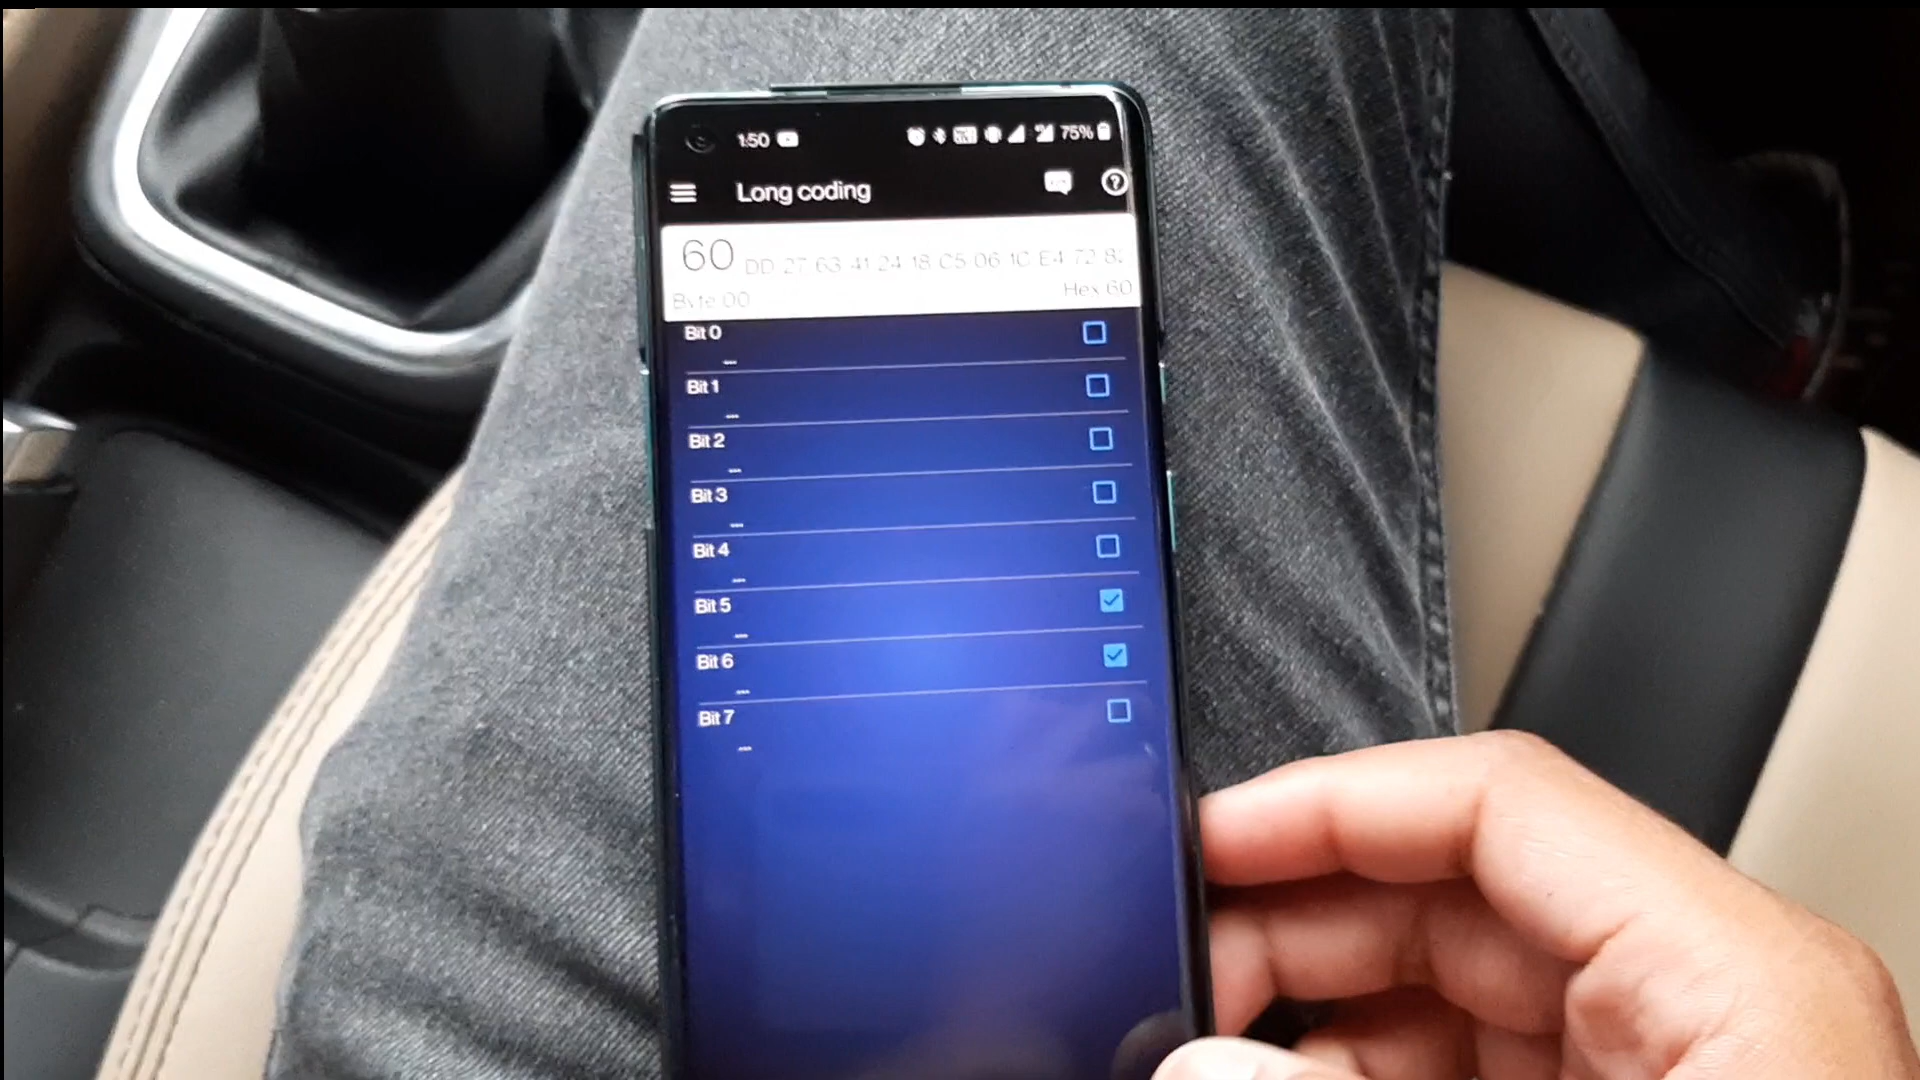 1:50 75%
Long coding
60 DD 27 63 41 24 18 C5 06 1C E4 72
Byte 00 Hex 60
Bit 0
...
Bit 1
...
Bit 2
...
Bit 3
...
Bit 4
...
Bit 5
...
Bit 6
...
Bit 7
...